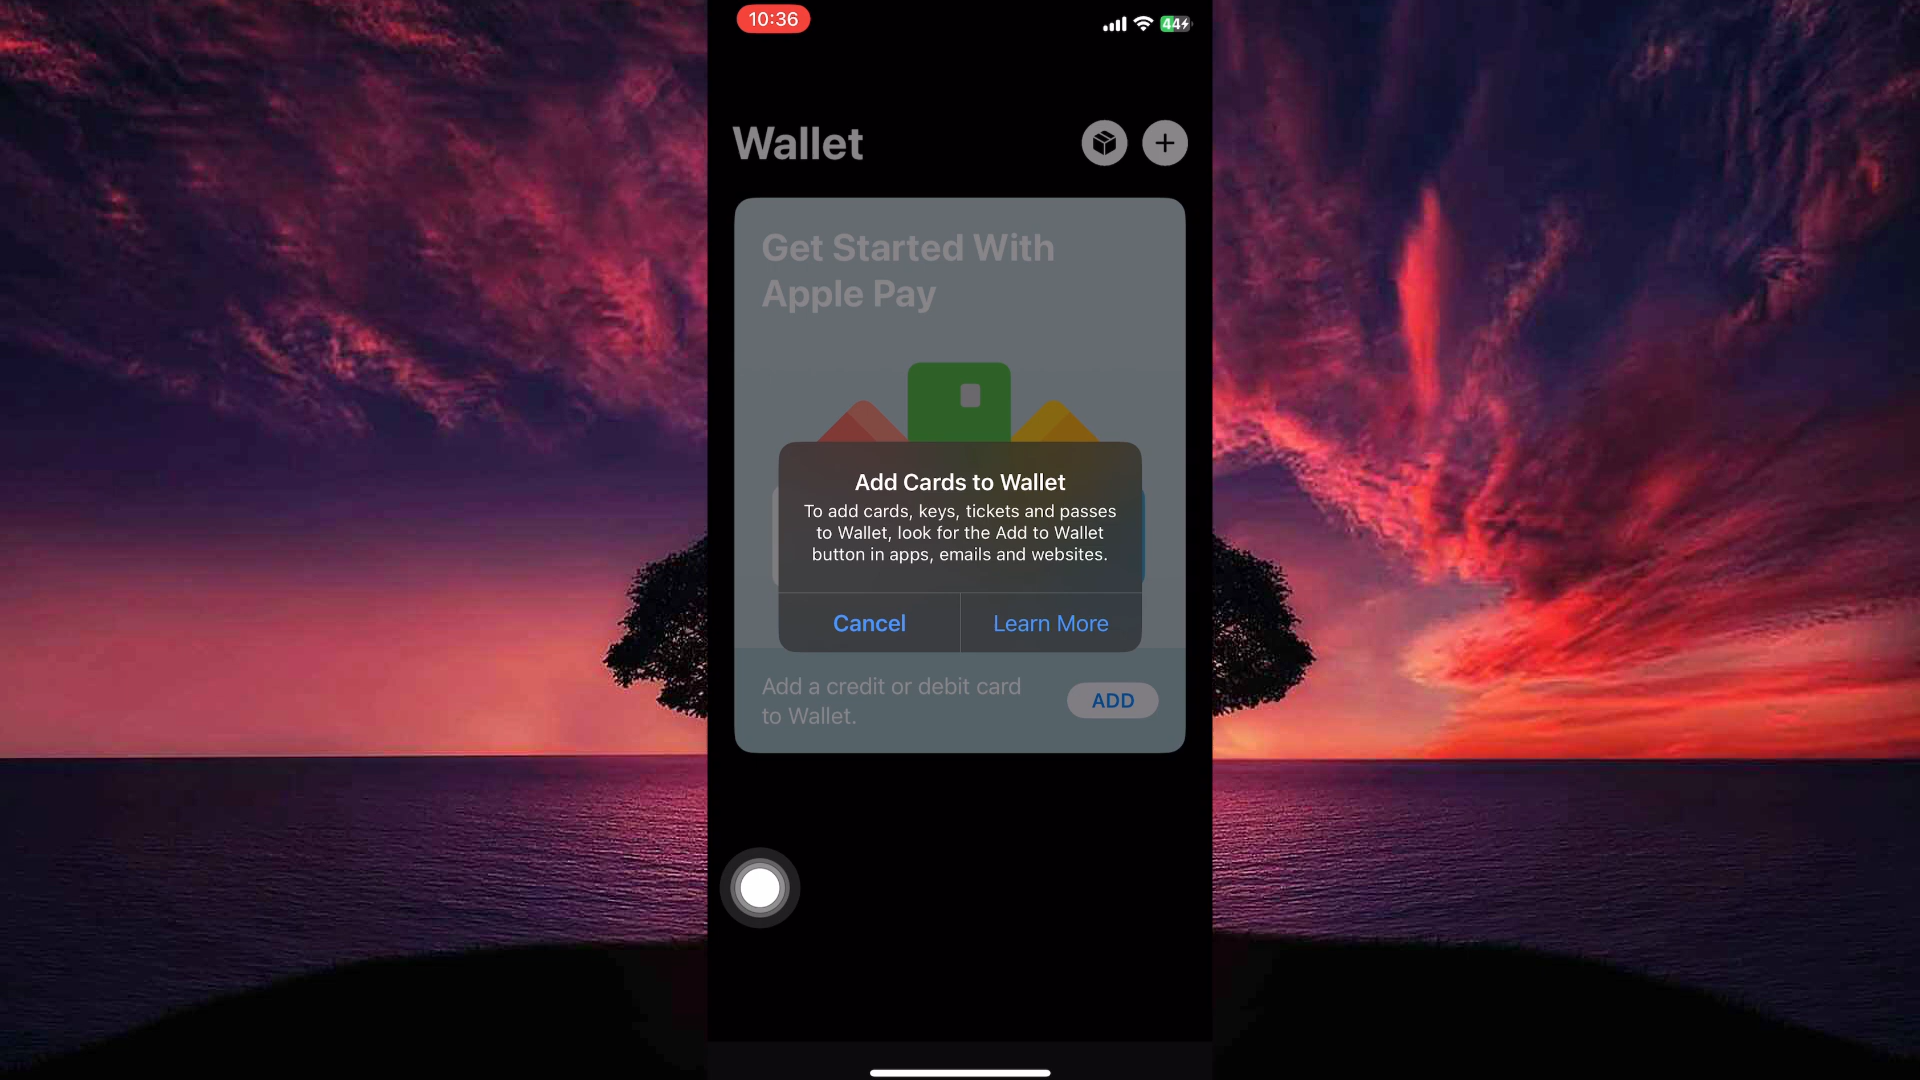 10:36
44
Wallet
Get Started With
Apple Pay
Add Cards to Wallet
To add cards, keys, tickets and passes
to Wallet, look for the Add to Wallet
button in apps, emails and websites.
Cancel
Learn More
Add a credit or debit card
to Wallet.
ADD